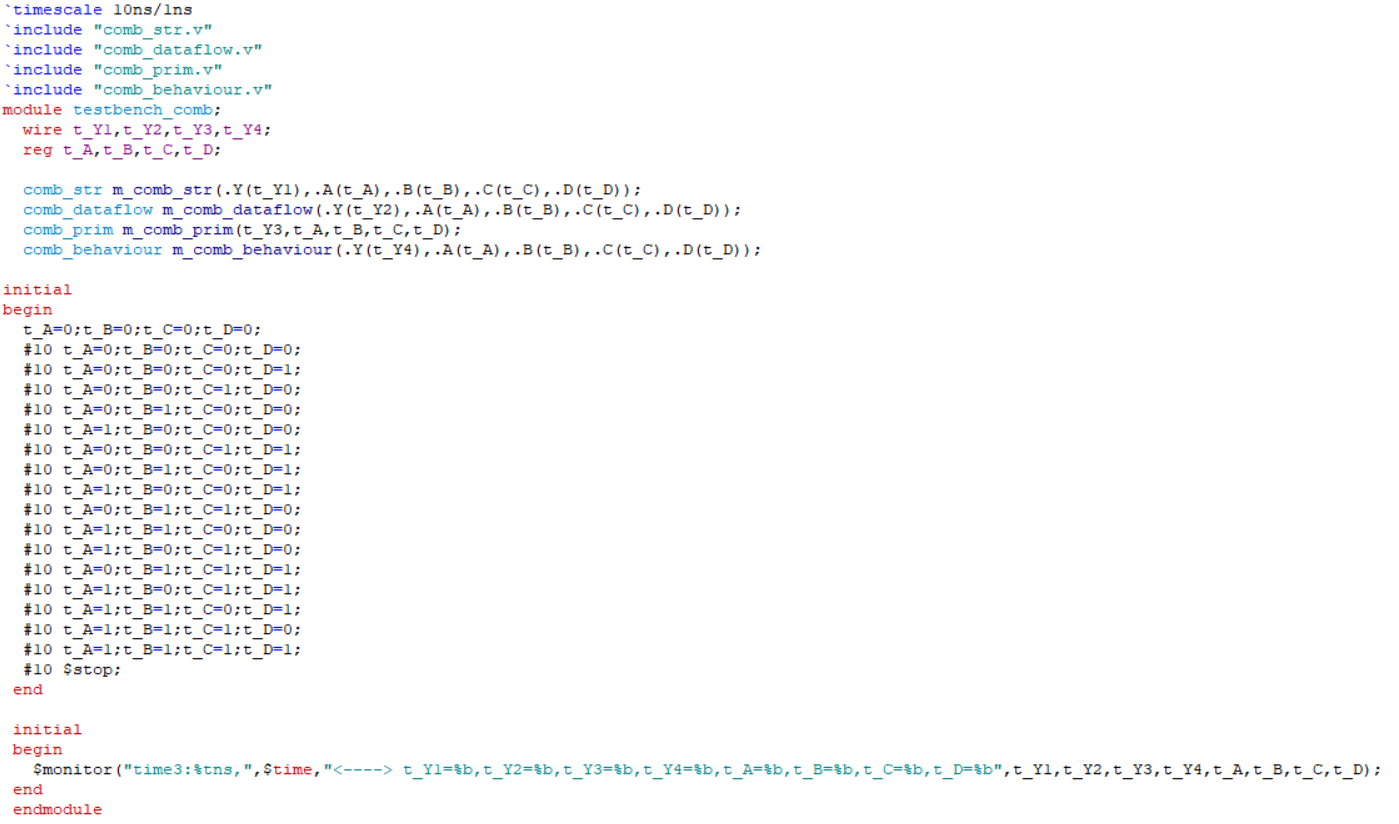 `timescale 10ns/1ns
`include "comb_str.v"
`include "comb_dataflow.v"
`include "comb_prim.v"
`include "comb_behaviour.v"
module testbench_comb;
  wire t_Y1,t_Y2,t_Y3,t_Y4;
  reg t_A,t_B,t_C,t_D;

  comb_str m_comb_str(.Y(t_Y1),.A(t_A),.B(t_B),.C(t_C),.D(t_D));
  comb_dataflow m_comb_dataflow(.Y(t_Y2),.A(t_A),.B(t_B),.C(t_C),.D(t_D));
  comb_prim m_comb_prim(t_Y3,t_A,t_B,t_C,t_D);
  comb_behaviour m_comb_behaviour(.Y(t_Y4),.A(t_A),.B(t_B),.C(t_C),.D(t_D));

initial
begin
  t_A=0;t_B=0;t_C=0;t_D=0;
  #10 t_A=0;t_B=0;t_C=0;t_D=0;
  #10 t_A=0;t_B=0;t_C=0;t_D=1;
  #10 t_A=0;t_B=0;t_C=1;t_D=0;
  #10 t_A=0;t_B=1;t_C=0;t_D=0;
  #10 t_A=1;t_B=0;t_C=0;t_D=0;
  #10 t_A=0;t_B=0;t_C=1;t_D=1;
  #10 t_A=0;t_B=1;t_C=0;t_D=1;
  #10 t_A=1;t_B=0;t_C=0;t_D=1;
  #10 t_A=0;t_B=1;t_C=1;t_D=0;
  #10 t_A=1;t_B=1;t_C=0;t_D=0;
  #10 t_A=1;t_B=0;t_C=1;t_D=0;
  #10 t_A=0;t_B=1;t_C=1;t_D=1;
  #10 t_A=1;t_B=0;t_C=1;t_D=1;
  #10 t_A=1;t_B=1;t_C=0;t_D=1;
  #10 t_A=1;t_B=1;t_C=1;t_D=0;
  #10 t_A=1;t_B=1;t_C=1;t_D=1;
  #10 $stop;
 end

 initial
 begin
   $monitor("time3:%tns,",$time,"<----> t_Y1=%b,t_Y2=%b,t_Y3=%b,t_Y4=%b,t_A=%b,t_B=%b,t_C=%b,t_D=%b",t_Y1,t_Y2,t_Y3,t_Y4,t_A,t_B,t_C,t_D);
 end
 endmodule